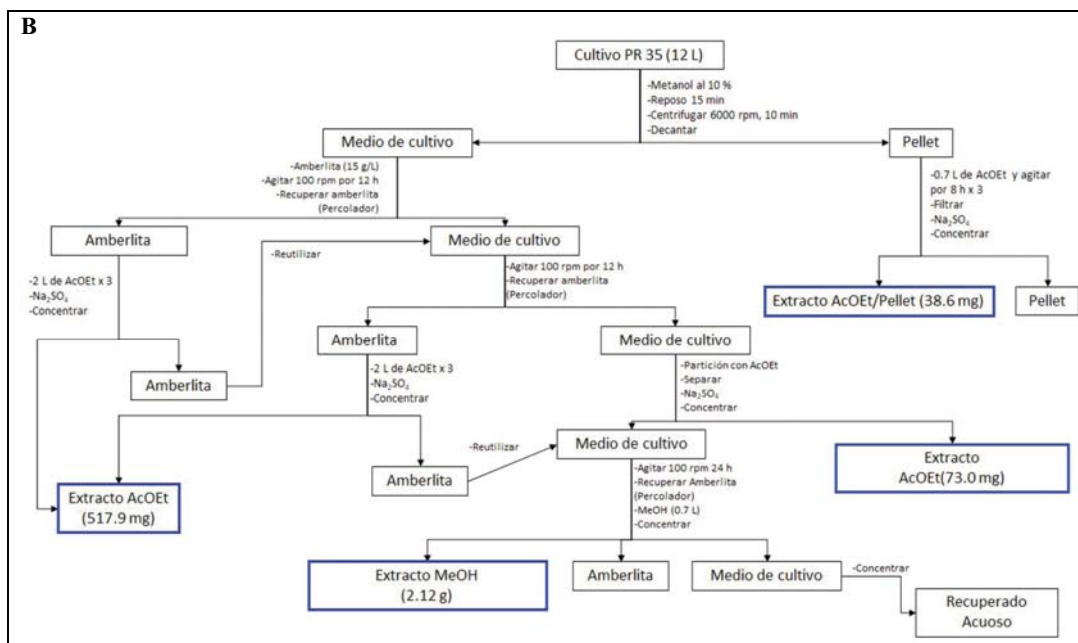 B
Cultivo PR 35 (12 L)
-Metanol al 10 %
-Reposo 15 min
-Centrifugar 6000 rpm, 10 min
-Decantar
Medio de cultivo
Pellet
-Amberlita (15 g/L)
-Agitar 100 rpm por 12 h
-Recuperar amberlita
(Percolador)
-0.7 L de AcOEt y agitar
por 8 h x 3
-Filtrar
-Na₂SO₄
-Concentrar
Amberlita
-Reutilizar
Medio de cultivo
-2 L de AcOEt x 3
-Na₂SO₄
-Concentrar
-Agitar 100 rpm por 12 h
-Recuperar amberlita
(Percolador)
Extracto AcOEt/Pellet (38.6 mg)
Pellet
Amberlita
Amberlita
Medio de cultivo
-2 L de AcOEt x 3
-Na₂SO₄
-Concentrar
-Partición con AcOEt
-Separar
-Na₂SO₄
-Concentrar
Extracto AcOEt
(517.9 mg)
Amberlita
-Reutilizar
Medio de cultivo
Extracto
AcOEt(73.0 mg)
-Agitar 100 rpm 24 h
-Recuperar Amberlita
(Percolador)
-MeOH (0.7 L)
-Concentrar
Extracto MeOH
(2.12 g)
Amberlita
Medio de cultivo
-Concentrar
Recuperado
Acuoso